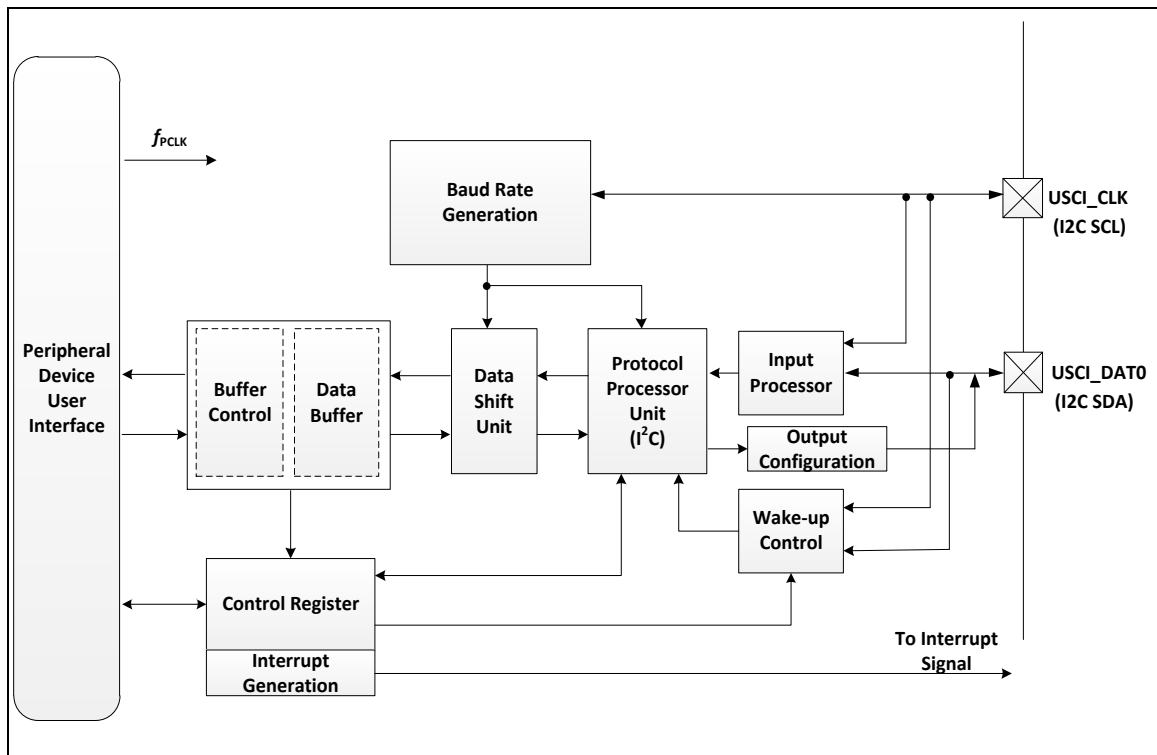 fPCLK
Baud Rate
Generation
USCI_CLK
(I2C SCL)
Peripheral
Device
User
Interface
Buffer
Control
Data
Buffer
Data
Shift
Unit
Protocol
Processor
Unit
(I²C)
Input
Processor
USCI_DAT0
(I2C SDA)
Output
Configuration
Wake-up
Control
Control Register
Interrupt
Generation
To Interrupt
Signal